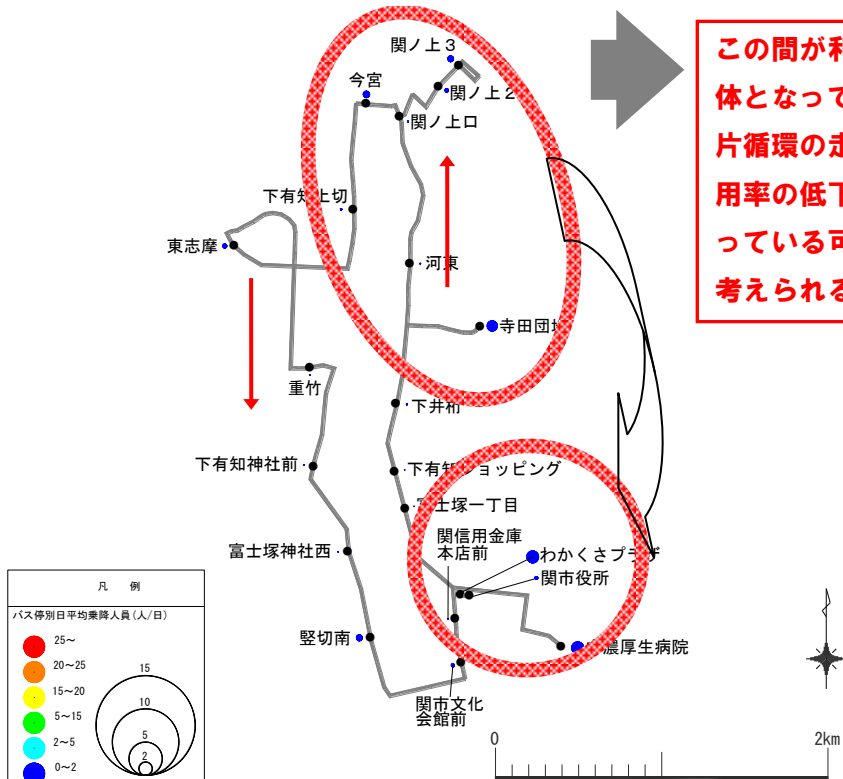 関ノ上3
今宮
関ノ上2
関ノ上口
下有知上切
東志摩
河東
寺田団地
重竹
下井桁
下有知神社前
下有知ショッピング
富士塚一丁目
関信用金庫
本店前
わかくさプラザ
関市役所
富士塚神社西
竪切南
濃厚生病院
関市文化
会館前
この間が利
体となって
片循環の走
用率の低下
っている可
考えられる
凡 例
バス停別日平均乗降人員(人/日)
25～
20～25
15～20
5～15
2～5
0～2
15
10
5
2
0
2km